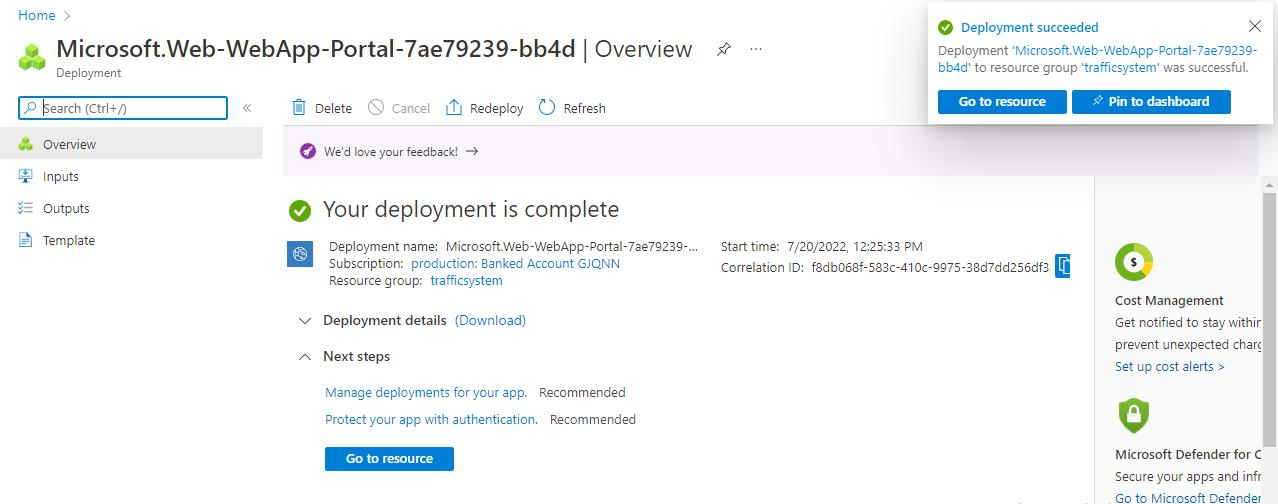 Home
Microsoft.Web-WebApp-Portal-7ae79239-bb4d | Overview
Deployment
Search (Ctrl+/)
Overview
Inputs
Outputs
Template
Delete Cancel Redeploy Refresh
We'd love your feedback! →
Your deployment is complete
Deployment name: Microsoft.Web-WebApp-Portal-7ae79239-...
Subscription: production: Banked Account GJQNN
Resource group: trafficsystem
Start time: 7/20/2022, 12:25:33 PM
Correlation ID: f8db068f-583c-410c-9975-38d7dd256df3
Deployment details (Download)
Next steps
Manage deployments for your app. Recommended
Protect your app with authentication. Recommended
Go to resource
Deployment succeeded
Deployment 'Microsoft.Web-WebApp-Portal-7ae79239-
bb4d' to resource group 'trafficsystem' was successful.
Go to resource
Pin to dashboard
Cost Management
Get notified to stay within
prevent unexpected charg
Set up cost alerts >
Microsoft Defender for C
Secure your apps and infr
Go to Microsoft Defender